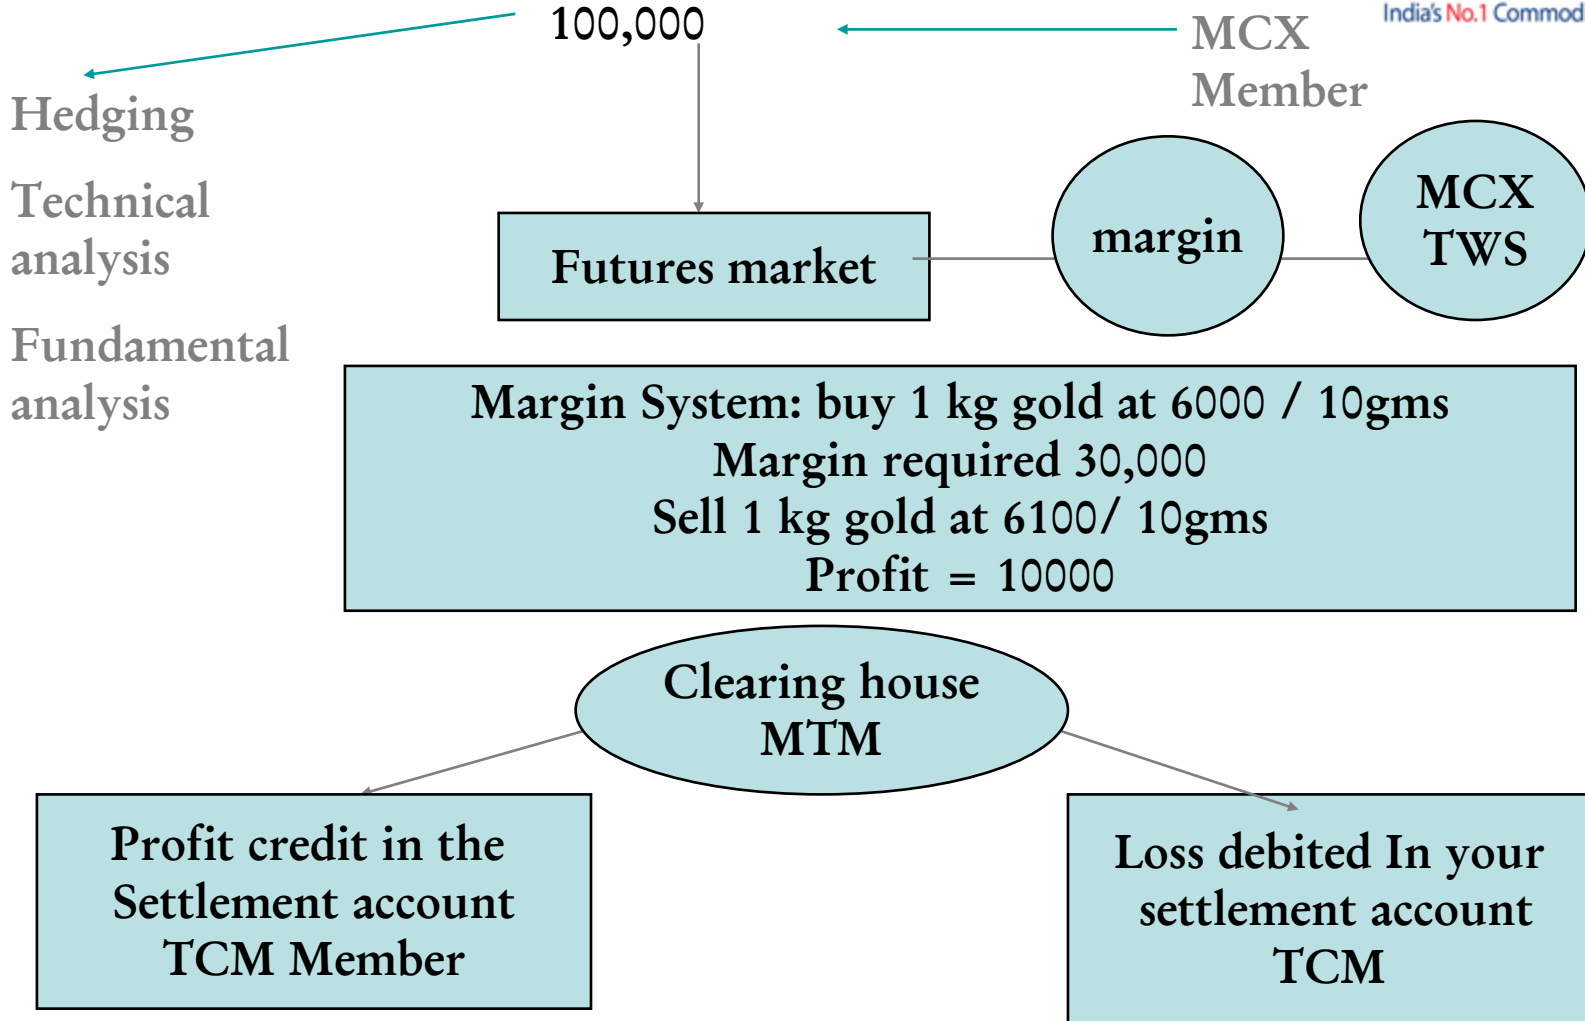 India's No.1 Commod
100,000
MCX
Member
Hedging
Technical
analysis
Fundamental
analysis
Futures market
margin
MCX
TWS
Margin System: buy 1 kg gold at 6000 / 10gms
Margin required 30,000
Sell 1 kg gold at 6100/ 10gms
Profit = 10000
Clearing house
MTM
Profit credit in the
Settlement account
TCM Member
Loss debited In your
settlement account
TCM